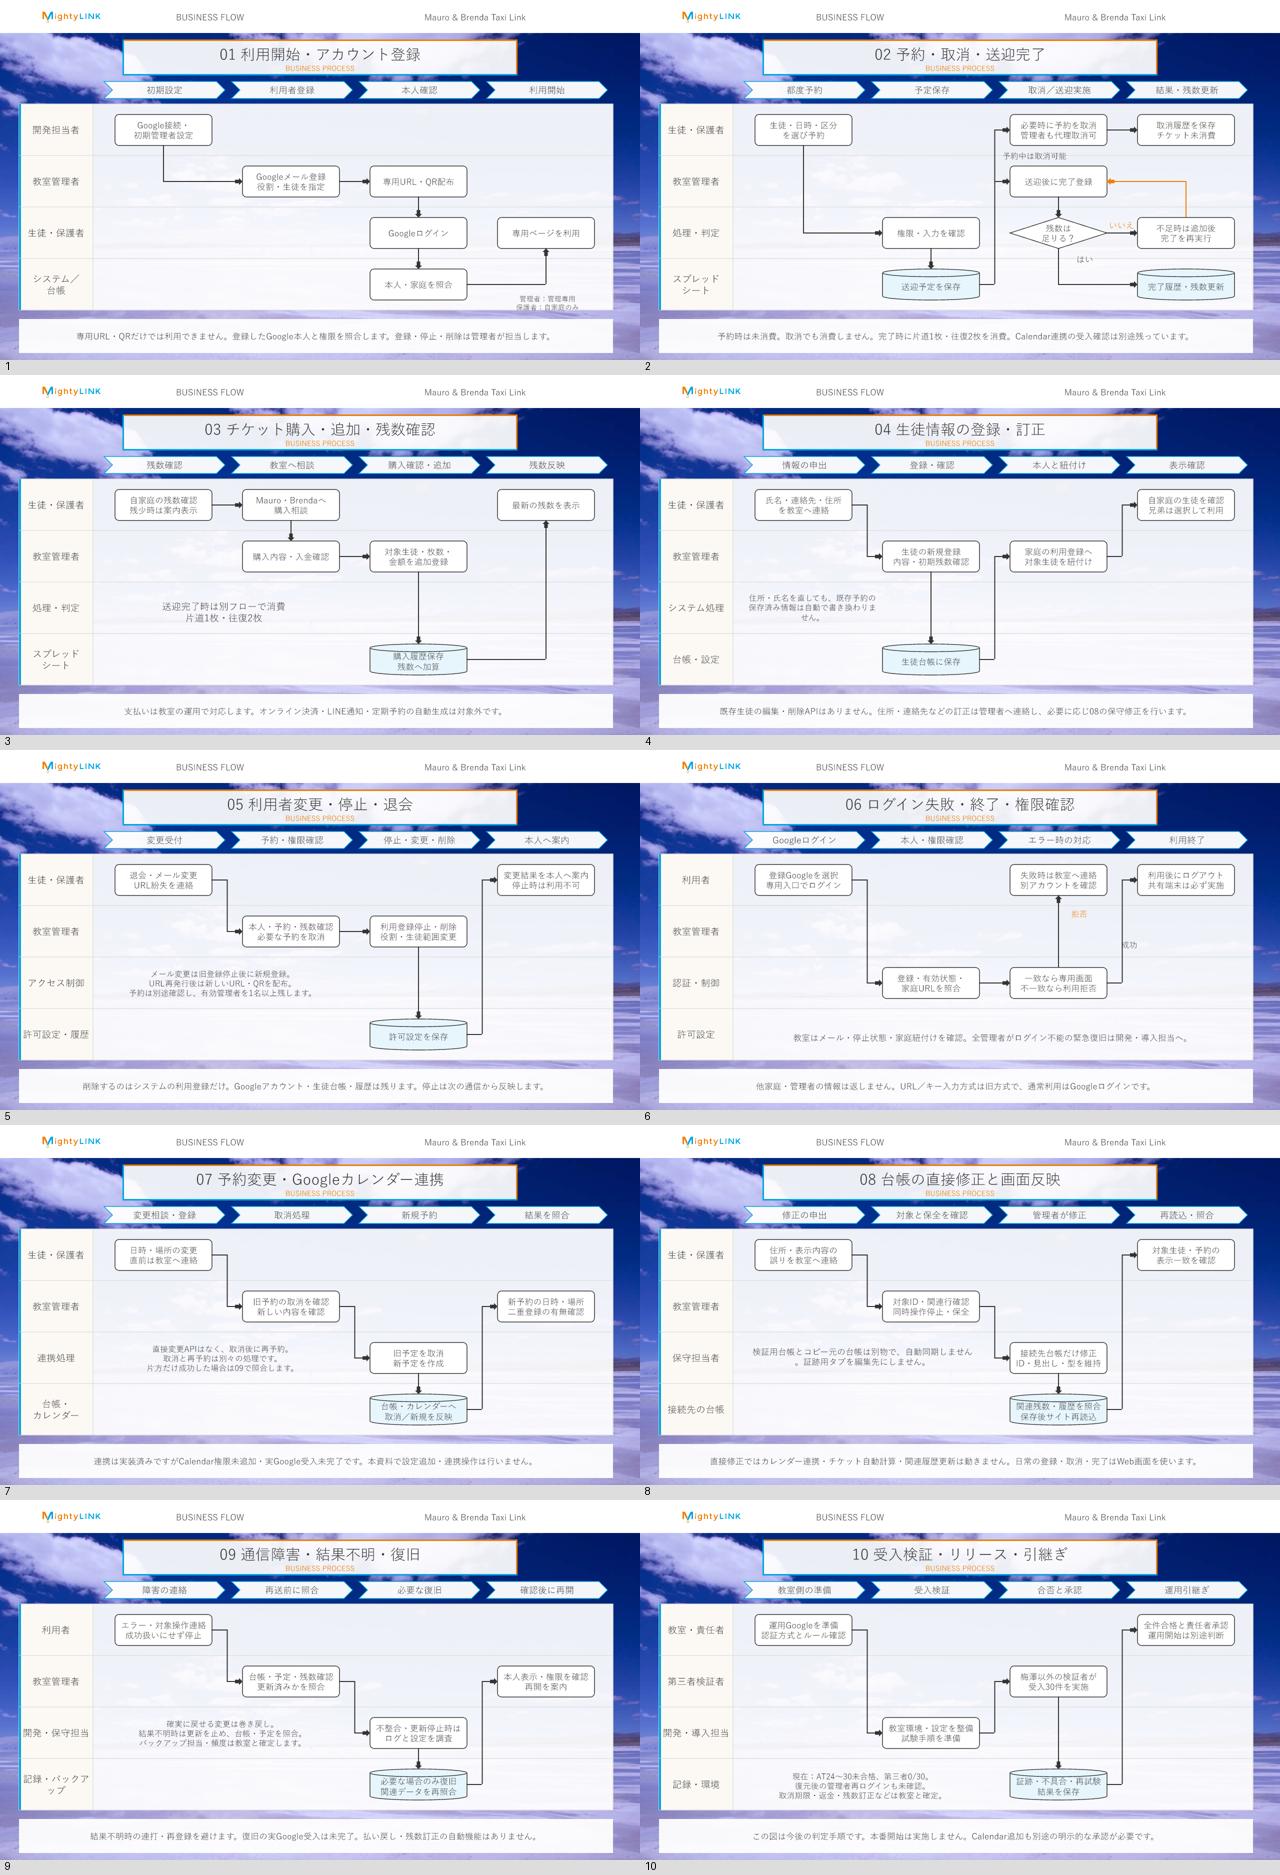 MightyLINK
BUSINESS FLOW
Mauro & Brenda Taxi Link
01 利用開始・アカウント登録
BUSINESS PROCESS
初期設定
利用者登録
本人確認
利用開始
開発担当者
Google接続・
初期管理者設定
教室管理者
Googleメール登録
役割・生徒を指定
専用URL・QR配布
生徒・保護者
Googleログイン
専用ページを利用
システム／
台帳
本人・家庭を照合
管理者：管理専用
保護者：自家庭のみ
専用URL・QRだけでは利用できません。登録したGoogle本人と権限を照合します。登録・停止・削除は管理者が担当します。
1
MightyLINK
BUSINESS FLOW
Mauro & Brenda Taxi Link
02 予約・取消・送迎完了
BUSINESS PROCESS
都度予約
予定保存
取消／送迎実施
結果・残数更新
生徒・保護者
生徒・日時・区分
を選び予約
必要時に予約を取消
管理者も代理取消可
取消履歴を保存
チケット未消費
予約中は取消可能
教室管理者
送迎後に完了登録
処理・判定
権限・入力を確認
残数は
足りる？
いいえ
不足時は追加後
完了を再実行
はい
スプレッド
シート
送迎予定を保存
完了履歴・残数更新
予約時は未消費。取消でも消費しません。完了時に片道1枚・往復2枚を消費。Calendar連携の受入確認は別途残っています。
2
MightyLINK
BUSINESS FLOW
Mauro & Brenda Taxi Link
03 チケット購入・追加・残数確認
BUSINESS PROCESS
残数確認
教室へ相談
購入確認・追加
残数反映
生徒・保護者
自家庭の残数確認
残少時は案内表示
Mauro・Brendaへ
購入相談
最新の残数を表示
教室管理者
購入内容・入金確認
対象生徒・枚数・
金額を追加登録
処理・判定
送迎完了時は別フローで消費
片道1枚・往復2枚
スプレッド
シート
購入履歴保存
残数へ加算
支払いは教室の運用で対応します。オンライン決済・LINE通知・定期予約の自動生成は対象外です。
3
MightyLINK
BUSINESS FLOW
Mauro & Brenda Taxi Link
04 生徒情報の登録・訂正
BUSINESS PROCESS
情報の申出
登録・確認
本人と紐付け
表示確認
生徒・保護者
氏名・連絡先・住所
を教室へ連絡
自家庭の生徒を確認
兄弟は選択して利用
教室管理者
生徒の新規登録
内容・初期残数確認
家庭の利用登録へ
対象生徒を紐付け
システム処理
住所・氏名を直しても、既存予約の
保存済み情報は自動で書き換わりま
せん。
台帳・設定
生徒台帳に保存
既存生徒の編集・削除APIはありません。住所・連絡先などの訂正は管理者へ連絡し、必要に応じ08の保守修正を行います。
4
MightyLINK
BUSINESS FLOW
Mauro & Brenda Taxi Link
05 利用者変更・停止・退会
BUSINESS PROCESS
変更受付
予約・権限確認
停止・変更・削除
本人へ案内
生徒・保護者
退会・メール変更
URL紛失を連絡
変更結果を本人へ案内
停止時は利用不可
教室管理者
本人・予約・残数確認
必要な予約を取消
利用登録停止・削除
役割・生徒範囲変更
アクセス制御
メール変更は旧登録停止後に新規登録。
URL再発行後は新しいURL・QRを配布。
予約は別途確認し、有効管理者を1名以上残します。
許可設定・履歴
許可設定を保存
削除するのはシステムの利用登録だけ。Googleアカウント・生徒台帳・履歴は残ります。停止は次の通信から反映します。
5
MightyLINK
BUSINESS FLOW
Mauro & Brenda Taxi Link
06 ログイン失敗・終了・権限確認
BUSINESS PROCESS
Googleログイン
本人・権限確認
エラー時の対応
利用終了
利用者
登録Googleを選択
専用入口でログイン
失敗時は教室へ連絡
別アカウントを確認
利用後にログアウト
共有端末は必ず実施
拒否
教室管理者
成功
認証・制御
登録・有効状態・
家庭URLを照合
一致なら専用画面
不一致なら利用拒否
許可設定
教室はメール・停止状態・家庭紐付けを確認。全管理者がログイン不能の緊急復旧は開発・導入担当へ。
他家庭・管理者の情報は返しません。URL／キー入力方式は旧方式で、通常利用はGoogleログインです。
6
MightyLINK
BUSINESS FLOW
Mauro & Brenda Taxi Link
07 予約変更・Googleカレンダー連携
BUSINESS PROCESS
変更相談・登録
取消処理
新規予約
結果を照合
生徒・保護者
日時・場所の変更
直前は教室へ連絡
教室管理者
旧予約の取消を確認
新しい内容を確認
新予約の日時・場所
二重登録の有無確認
連携処理
直接変更APIはなく、取消後に再予約。
取消と再予約は別々の処理です。
片方だけ成功した場合は09で照合します。
旧予定を取消
新予定を作成
台帳・
カレンダー
台帳・カレンダーへ
取消／新規を反映
連携は実装済みですがCalendar権限未追加・実Google受入未完了です。本資料で設定追加・連携操作は行いません。
7
MightyLINK
BUSINESS FLOW
Mauro & Brenda Taxi Link
08 台帳の直接修正と画面反映
BUSINESS PROCESS
修正の申出
対象と保全を確認
管理者が修正
再読込・照合
生徒・保護者
住所・表示内容の
誤りを教室へ連絡
対象生徒・予約の
表示一致を確認
教室管理者
対象ID・関連行確認
同時操作停止・保全
保守担当者
検証用台帳とコピー元の台帳は別物で、自動同期しません
。証跡用タブを編集先にしません。
接続先台帳だけ修正
ID・見出し・型を維持
接続先の台帳
関連残数・履歴を照合
保存後サイト再読込
直接修正ではカレンダー連携・チケット自動計算・関連履歴更新は動きません。日常の登録・取消・完了はWeb画面を使います。
8
MightyLINK
BUSINESS FLOW
Mauro & Brenda Taxi Link
09 通信障害・結果不明・復旧
BUSINESS PROCESS
障害の連絡
再送前に照合
必要な復旧
確認後に再開
利用者
エラー・対象操作連絡
成功扱いにせず停止
教室管理者
台帳・予定・残数確認
更新済みかを照合
本人表示・権限を確認
再開を案内
開発・保守担当
確実に戻せる変更は巻き戻し。
結果不明時は更新を止め、台帳・予定を照合。
バックアップ担当・頻度は教室と確定します。
不整合・更新停止時は
ログと設定を調査
記録・バックア
ップ
必要な場合のみ復旧
関連データを再照合
結果不明時の連打・再登録を避けます。復旧の実Google受入は未完了。払い戻し・残数訂正の自動機能はありません。
9
MightyLINK
BUSINESS FLOW
Mauro & Brenda Taxi Link
10 受入検証・リリース・引継ぎ
BUSINESS PROCESS
教室側の準備
受入検証
合否と承認
運用引継ぎ
教室・責任者
運用Googleを準備
認証方式とルール確認
全件合格と責任者承認
運用開始は別途判断
第三者検証者
梅澤以外の検証者が
受入30件を実施
開発・導入担当
教室環境・設定を整備
試験手順を準備
記録・環境
現在：AT24～30未合格、第三者0/30。
復元後の管理者再ログインも未確認。
取消期限・返金・残数訂正などは教室と確定。
証跡・不具合・再試験
結果を保存
この図は今後の判定手順です。本番開始は実施しません。Calendar追加も別途の明示的な承認が必要です。
10